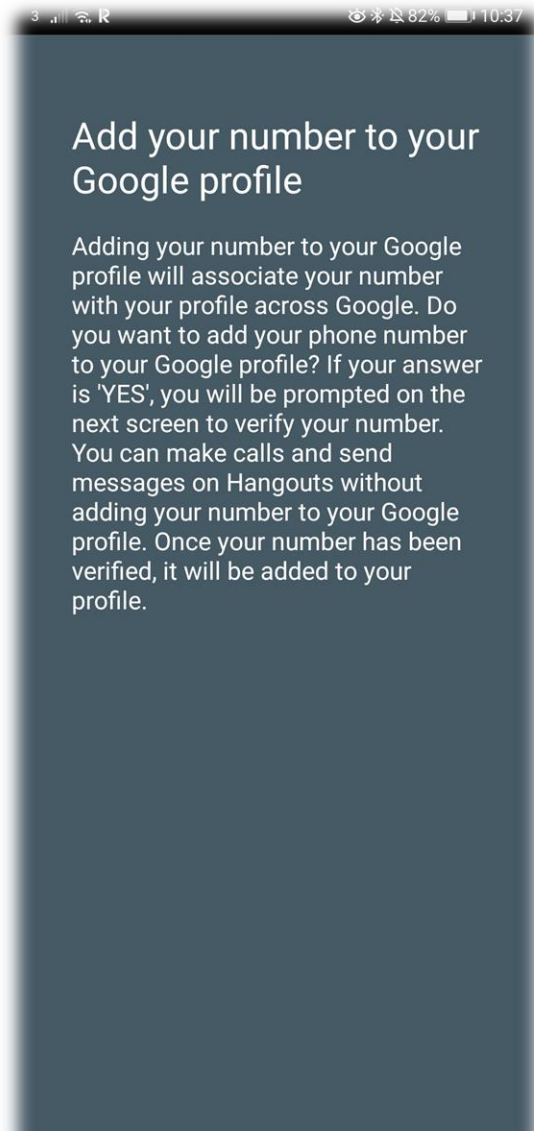 3 R 82% 10:37
Add your number to your
Google profile
Adding your number to your Google
profile will associate your number
with your profile across Google. Do
you want to add your phone number
to your Google profile? If your answer
is 'YES', you will be prompted on the
next screen to verify your number.
You can make calls and send
messages on Hangouts without
adding your number to your Google
profile. Once your number has been
verified, it will be added to your
profile.